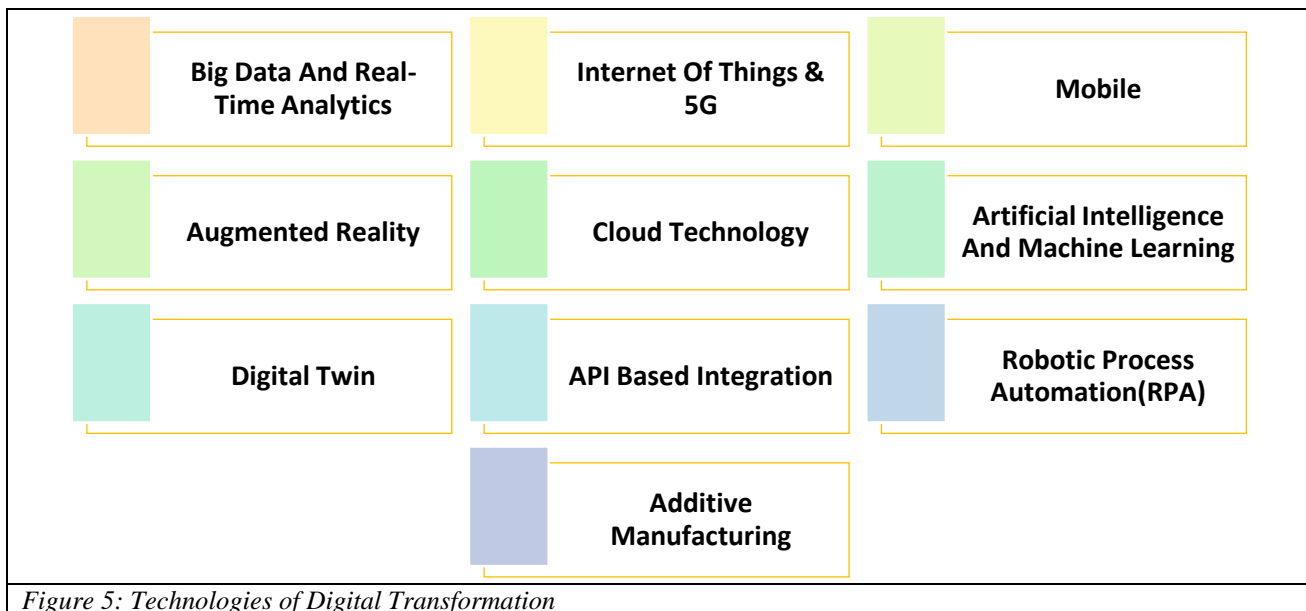 Big Data And Real-
Time Analytics
Internet Of Things &
5G
Mobile
Augmented Reality
Cloud Technology
Artificial Intelligence
And Machine Learning
Digital Twin
API Based Integration
Robotic Process
Automation(RPA)
Additive
Manufacturing
Figure 5: Technologies of Digital Transformation